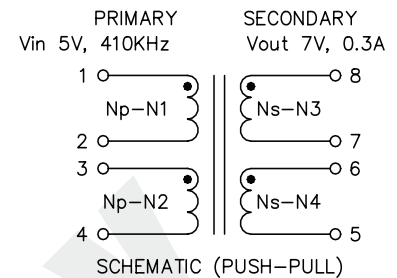 PRIMARY SECONDARY
Vin 5V, 410KHz Vout 7V, 0.3A
1 8
Np-N1 Ns-N3
2 7
3 6
Np-N2 Ns-N4
4 5
SCHEMATIC (PUSH-PULL)